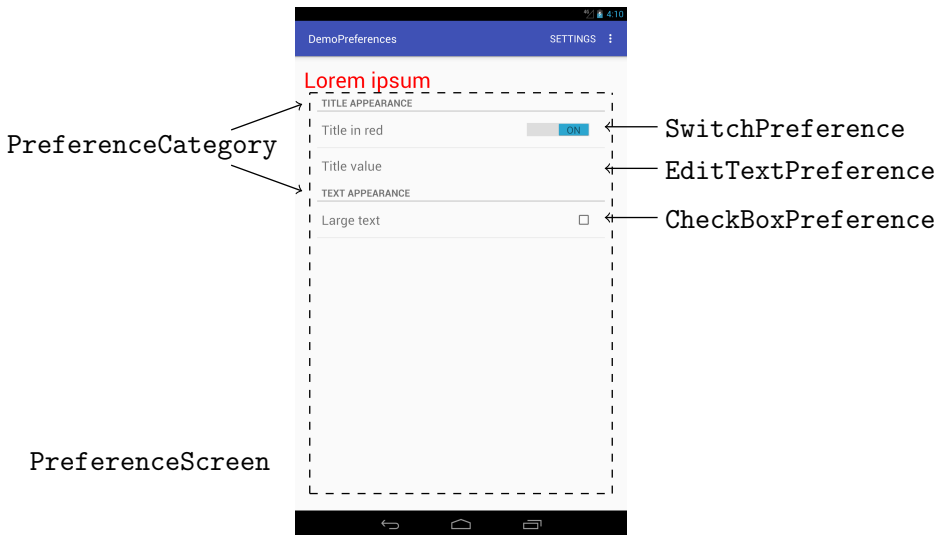 4:10
DemoPreferences SETTINGS
Lorem ipsum
TITLE APPEARANCE
Title in red ON
SwitchPreference
PreferenceCategory
Title value
EditTextPreference
TEXT APPEARANCE
Large text
CheckBoxPreference
PreferenceScreen